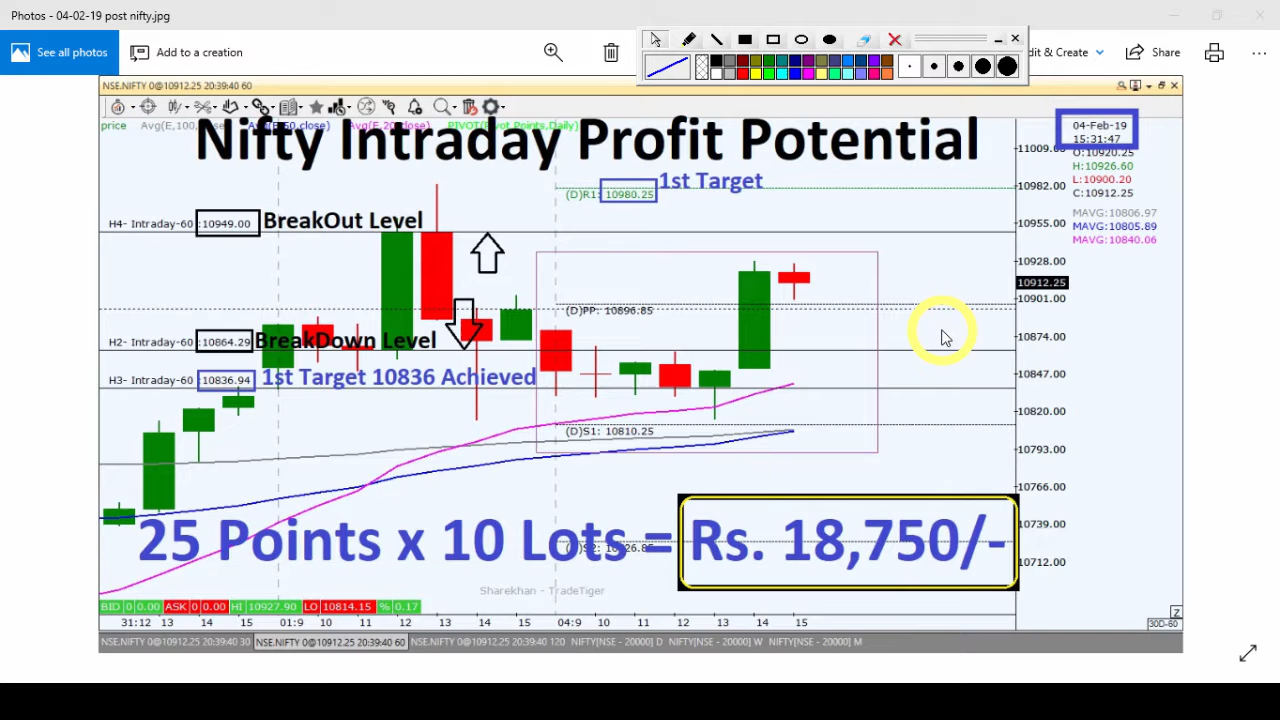 Photos - 04-02-19 post nifty.jpg
See all photos
Add to a creation
dit & Create
Share
NSE.NIFTY 0@10912.25 20:39:40 60
price Avg(E,100,close) Avg(E,50,close) Avg(E,20,close) PIVOT(Pivot Points,Daily)
Nifty Intraday Profit Potential
04-Feb-19
15:31:47
O:10920.25
H:10926.60
L:10900.20
C:10912.25
MAVG:10806.97
MAVG:10805.89
MAVG:10840.06
11009.00
10982.00
10955.00
10928.00
10912.25
10901.00
10874.00
10847.00
10820.00
10793.00
10766.00
10739.00
10712.00
(D)R1: 10980.25 1st Target
H4- Intraday-60 :10949.00 BreakOut Level
(D)PP: 10896.85
H2- Intraday-60 :10864.29 BreakDown Level
H3- Intraday-60 :10836.94 1st Target 10836 Achieved
(D)S1: 10810.25
25 Points x 10 Lots = Rs. 18,750/-
Sharekhan - TradeTiger
BID 0 0.00 ASK 0 0.00 HI 10927.90 LO 10814.15 % 0.17
31:12 13 14 15 01:9 10 11 12 13 14 15 04:9 10 11 12 13 14 15
Z
30D-60
NSE.NIFTY 0@10912.25 20:39:40 30 NSE.NIFTY 0@10912.25 20:39:40 60 NSE.NIFTY 0@10912.25 20:39:40 120 NIFTY[NSE - 20000] D NIFTY[NSE - 20000] W NIFTY[NSE - 20000] M